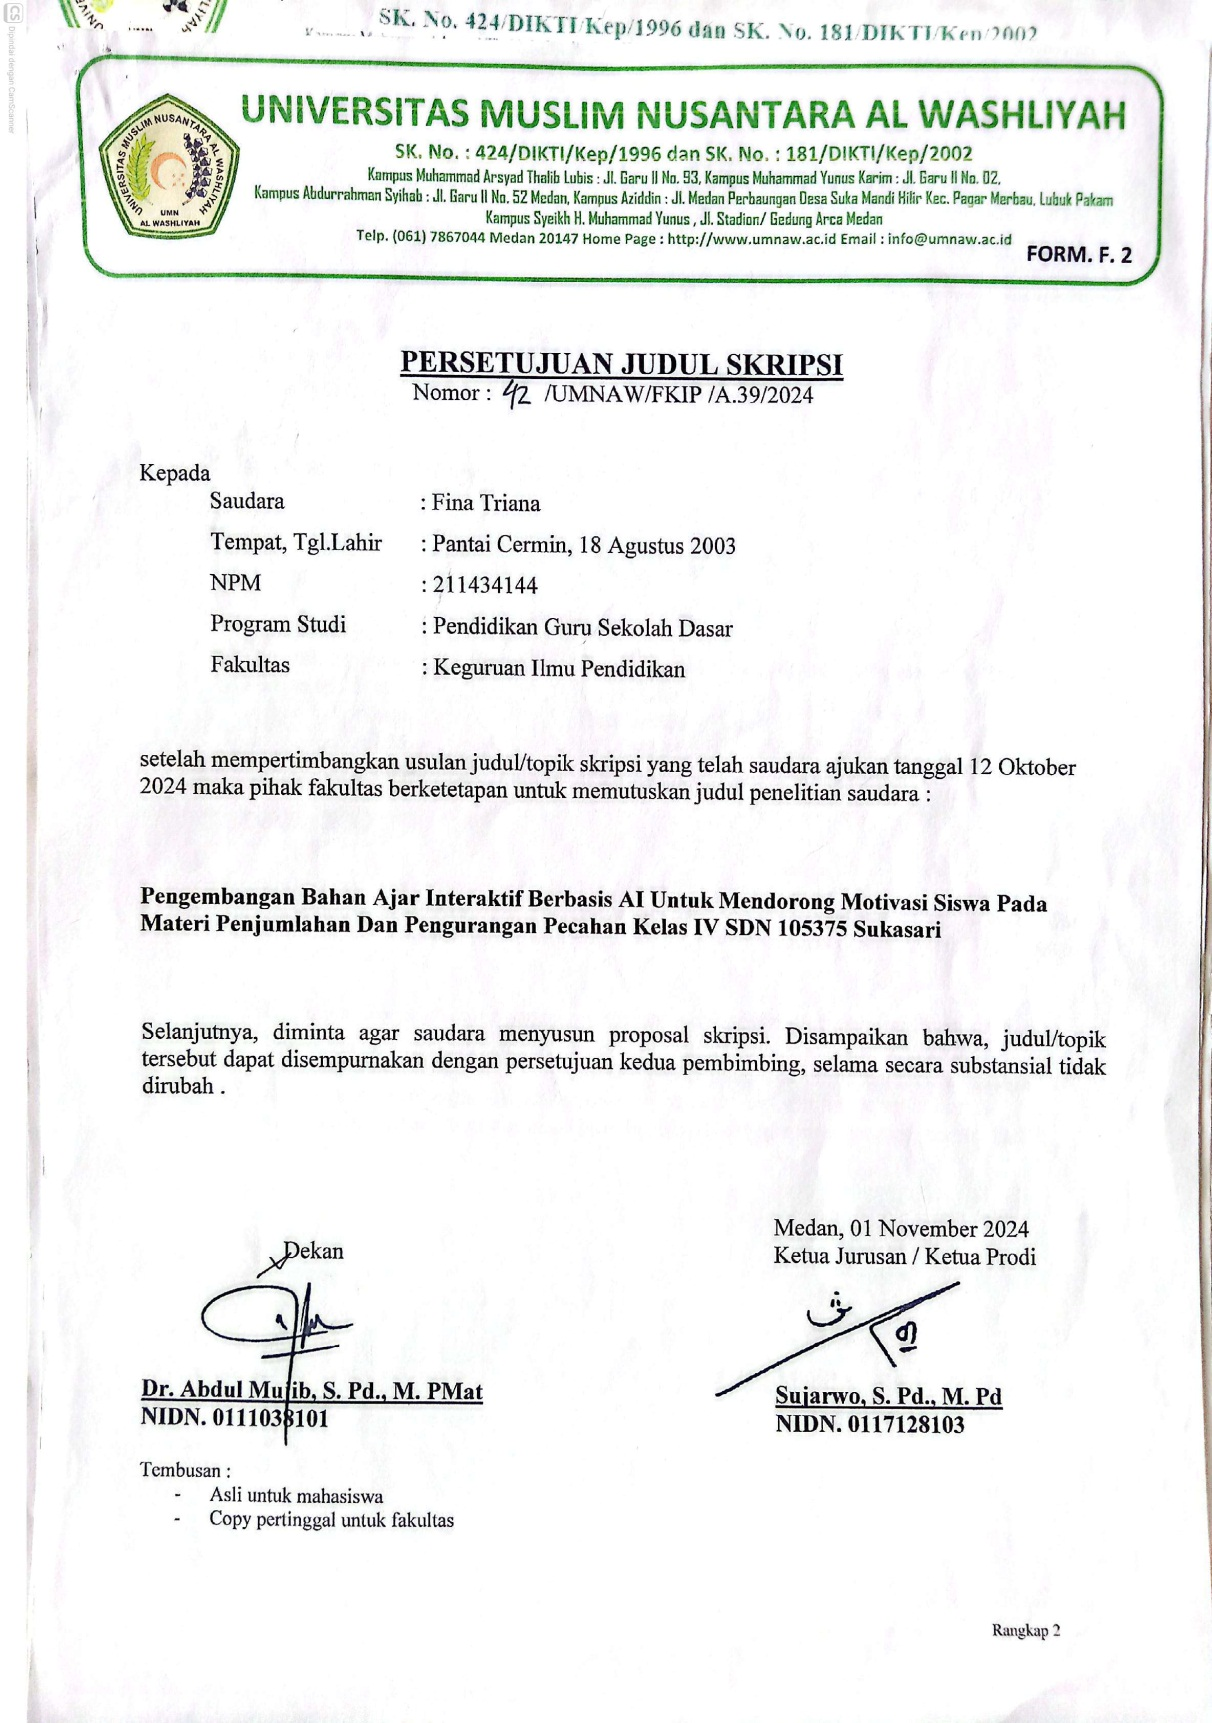 CS Dipindai dengan CamScanner
SK. No. 424/DIKTI/Kep/1996 dan SK. No. 181/DIKTI/Kep/2002
UNIVERSITAS MUSLIM NUSANTARA AL WASHLIYAH
UMN
AL WASHLIYAH
UNIVERSITAS MUSLIM NUSANTARA AL WASHLIYAH
SK. No. : 424/DIKTI/Kep/1996 dan SK. No. : 181/DIKTI/Kep/2002
Kampus Muhammad Arsyad Thalib Lubis : Jl. Garu II No. 93, Kampus Muhammad Yunus Karim : Jl. Garu II No. 02,
Kampus Abdurrahman Syihab : Jl. Garu II No. 52 Medan, Kampus Aziddin : Jl. Medan Perbaungan Desa Suka Mandi Hilir Kec. Pagar Merbau, Lubuk Pakam
Kampus Syeikh H. Muhammad Yunus , Jl. Stadion/ Gedung Arca Medan
Telp. (061) 7867044 Medan 20147 Home Page : http://www.umnaw.ac.id Email : info@umnaw.ac.id
FORM. F. 2
PERSETUJUAN JUDUL SKRIPSI
Nomor : 42 /UMNAW/FKIP /A.39/2024
Kepada
Saudara : Fina Triana
Tempat, Tgl.Lahir : Pantai Cermin, 18 Agustus 2003
NPM : 211434144
Program Studi : Pendidikan Guru Sekolah Dasar
Fakultas : Keguruan Ilmu Pendidikan
setelah mempertimbangkan usulan judul/topik skripsi yang telah saudara ajukan tanggal 12 Oktober
2024 maka pihak fakultas berketetapan untuk memutuskan judul penelitian saudara :
Pengembangan Bahan Ajar Interaktif Berbasis AI Untuk Mendorong Motivasi Siswa Pada
Materi Penjumlahan Dan Pengurangan Pecahan Kelas IV SDN 105375 Sukasari
Selanjutnya, diminta agar saudara menyusun proposal skripsi. Disampaikan bahwa, judul/topik
tersebut dapat disempurnakan dengan persetujuan kedua pembimbing, selama secara substansial tidak
dirubah .
Medan, 01 November 2024
Dekan
Ketua Jurusan / Ketua Prodi
Dr. Abdul Mujib, S. Pd., M. PMat
NIDN. 0111038101
Sujarwo, S. Pd., M. Pd
NIDN. 0117128103
Tembusan :
- Asli untuk mahasiswa
- Copy pertinggal untuk fakultas
Rangkap 2